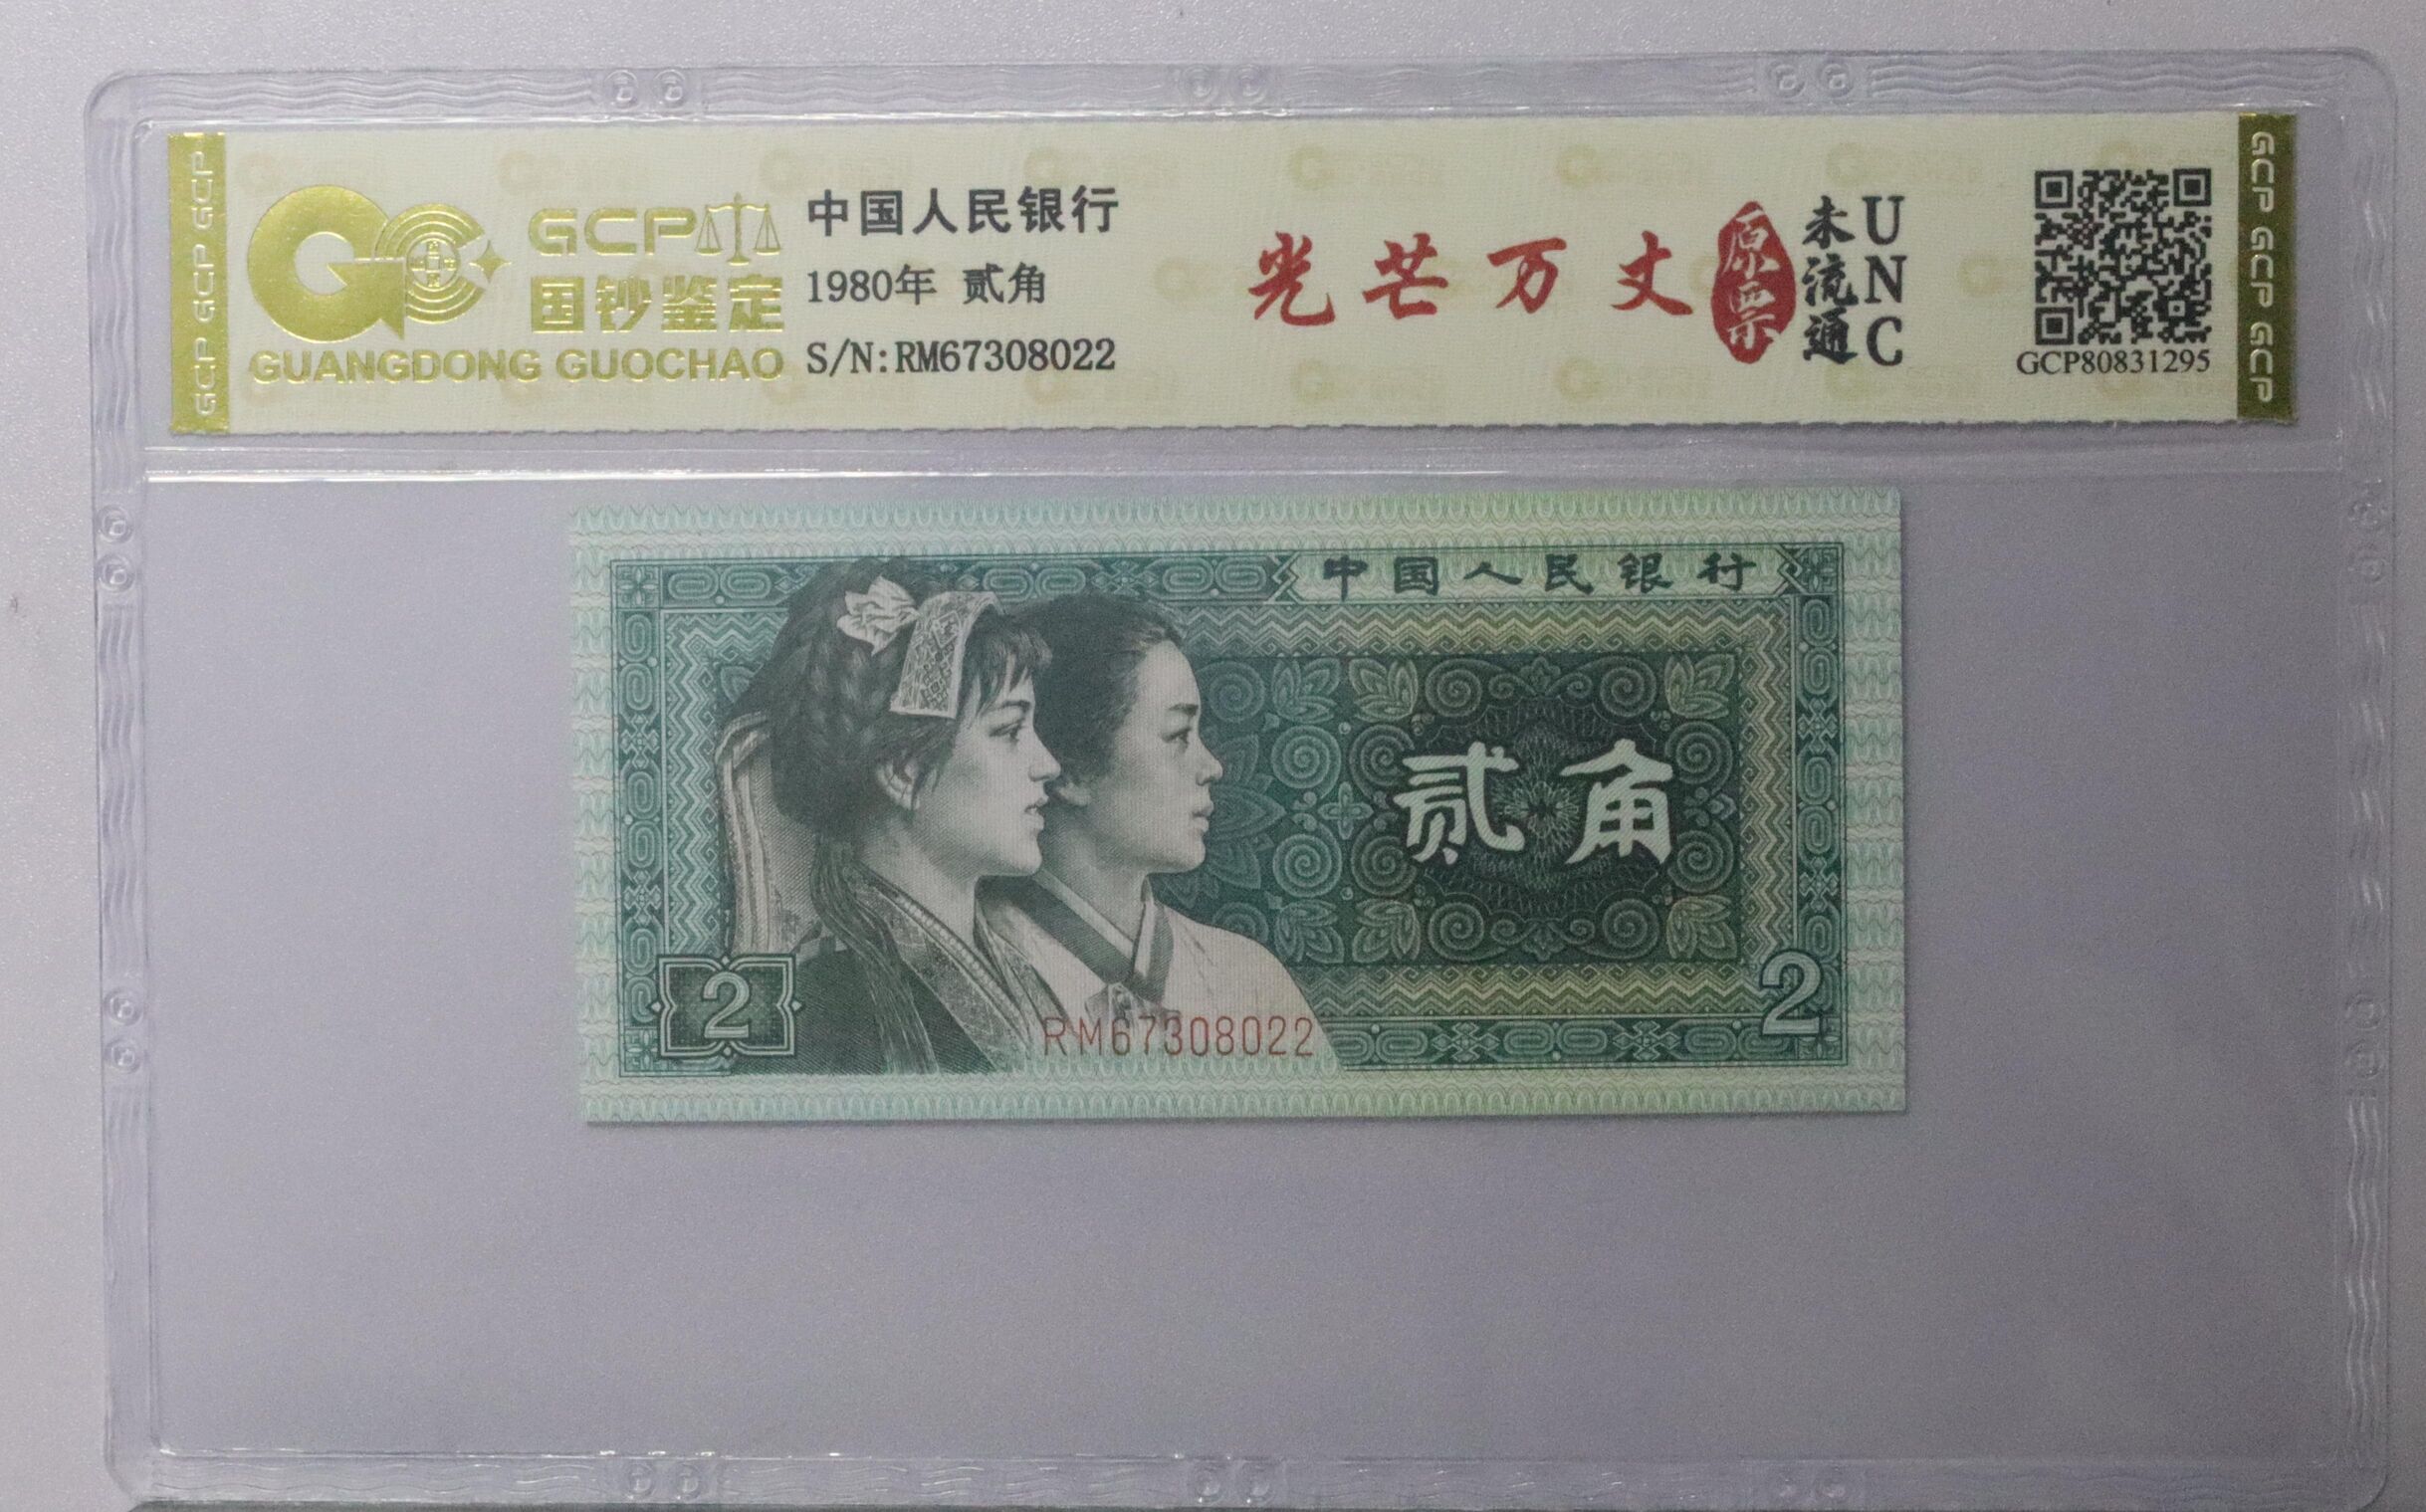 GCP GCP GCP
GCP
国钞鉴定
GUANGDONG GUOCHAO
中国人民银行
1980年 贰角
S/N:RM67308022
光芒万丈
原票
未流通
UNC
GCP80831295
GCP GCP GCP
中国人民银行
贰角
2
RM67308022
2